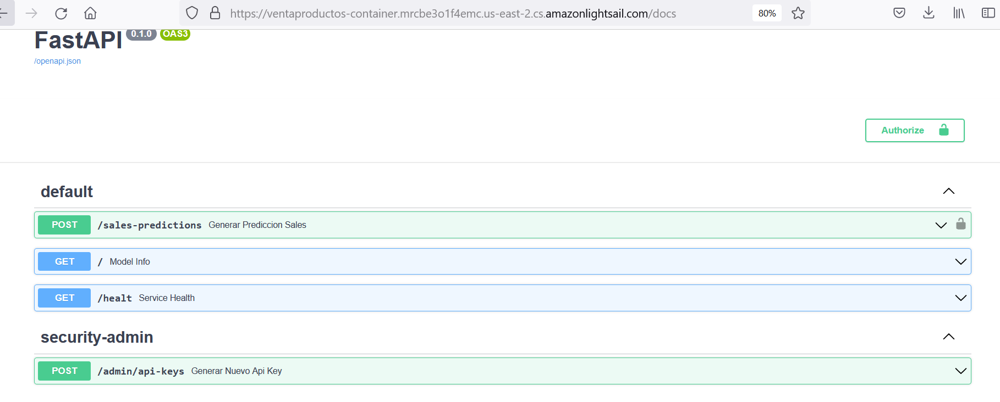 https://ventaproductos-container.mrcbe3o1f4emc.us-east-2.cs.amazonlightsail.com/docs 80%
FastAPI 0.1.0 OAS3
/openapi.json
Authorize
default
POST /sales-predictions Generar Prediccion Sales
GET / Model Info
GET /healt Service Health
security-admin
POST /admin/api-keys Generar Nuevo Api Key